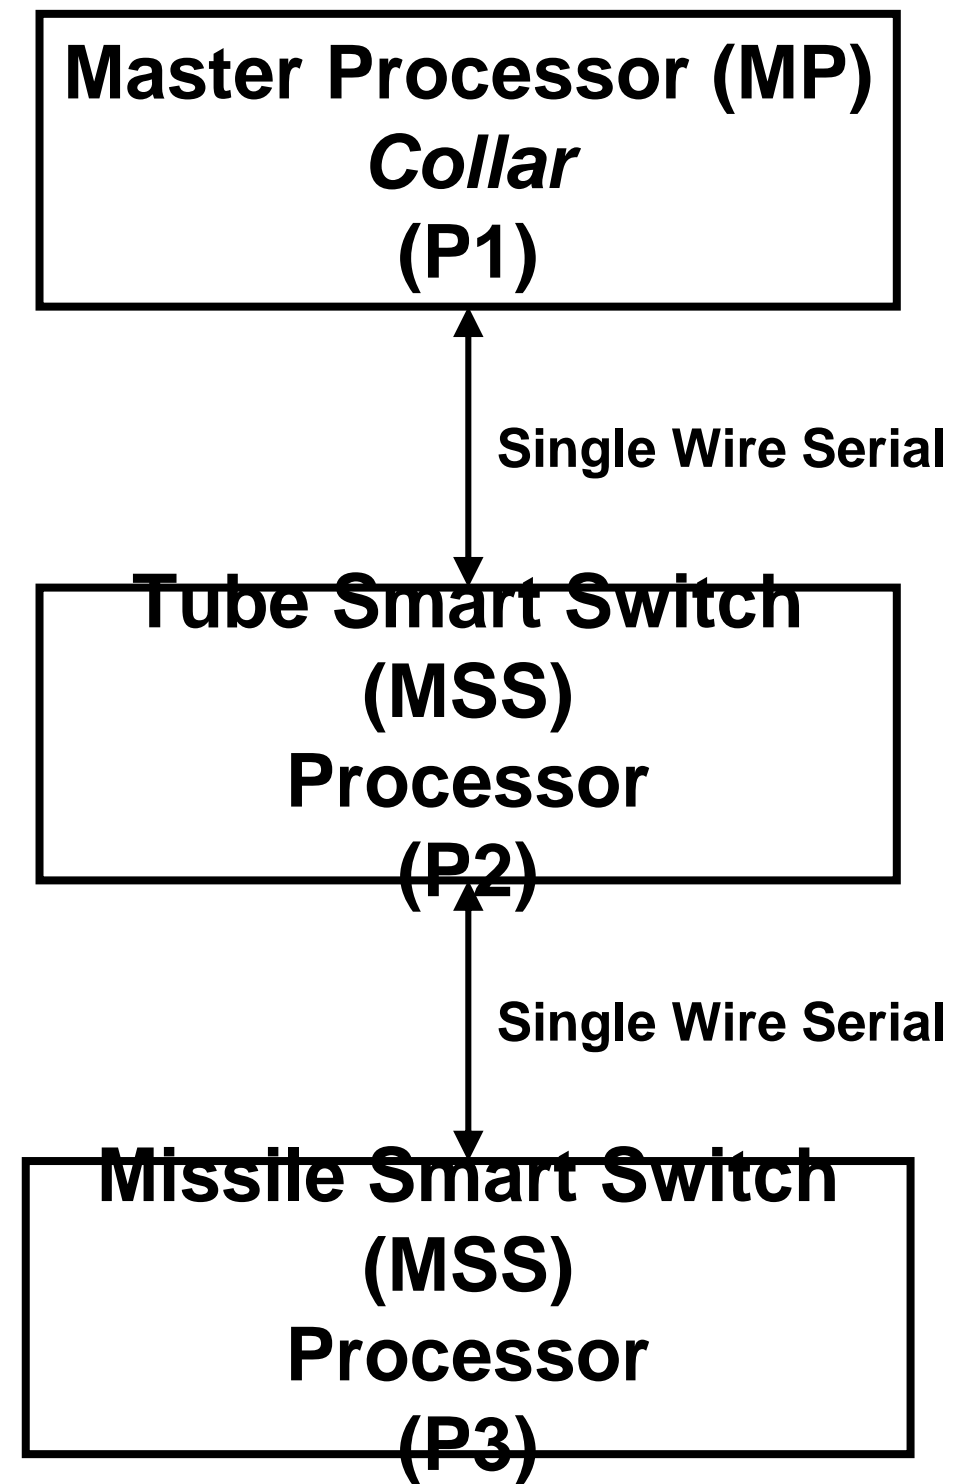 Master Processor (MP)
Collar
(P1)
Single Wire Serial
Tube Smart Switch
(MSS)
Processor
(P2)
Single Wire Serial
Missile Smart Switch
(MSS)
Processor
(P3)